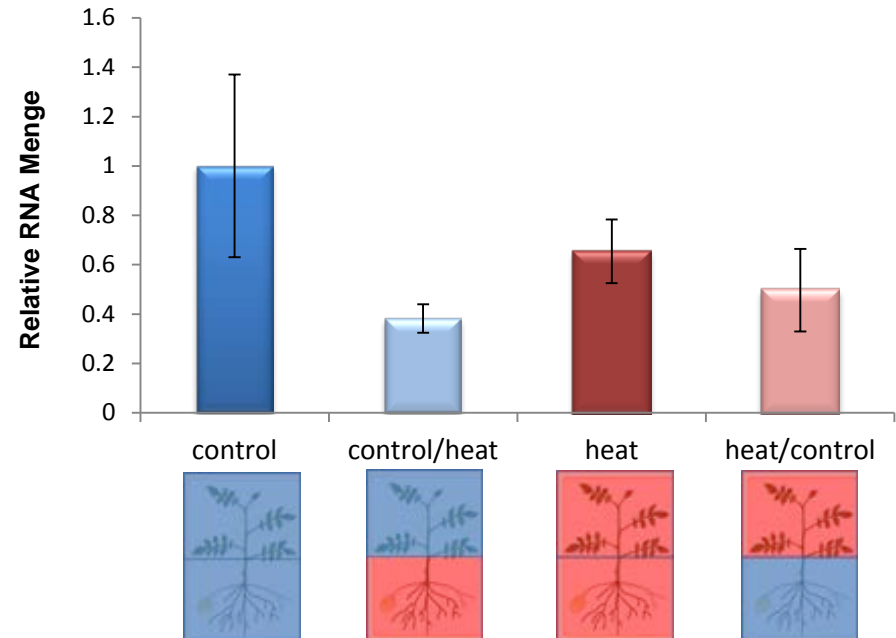 Relative RNA Menge
1.6
1.4
1.2
1
0.8
0.6
0.4
0.2
0
control
control/heat
heat
heat/control